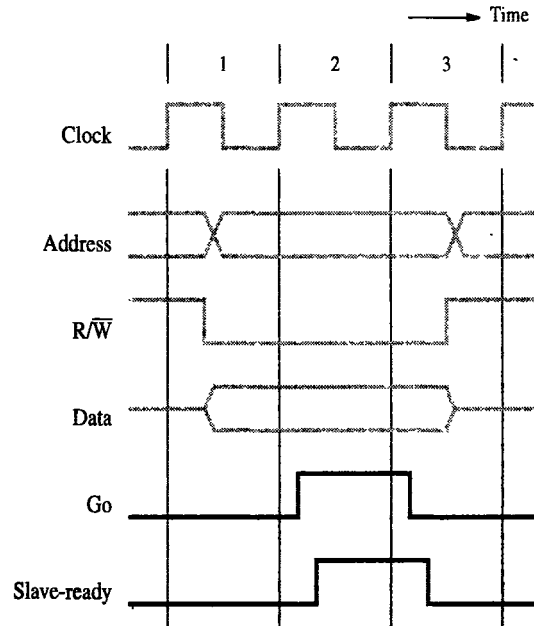 Time
1 2 3
Clock
Address
R/W̅
Data
Go
Slave-ready